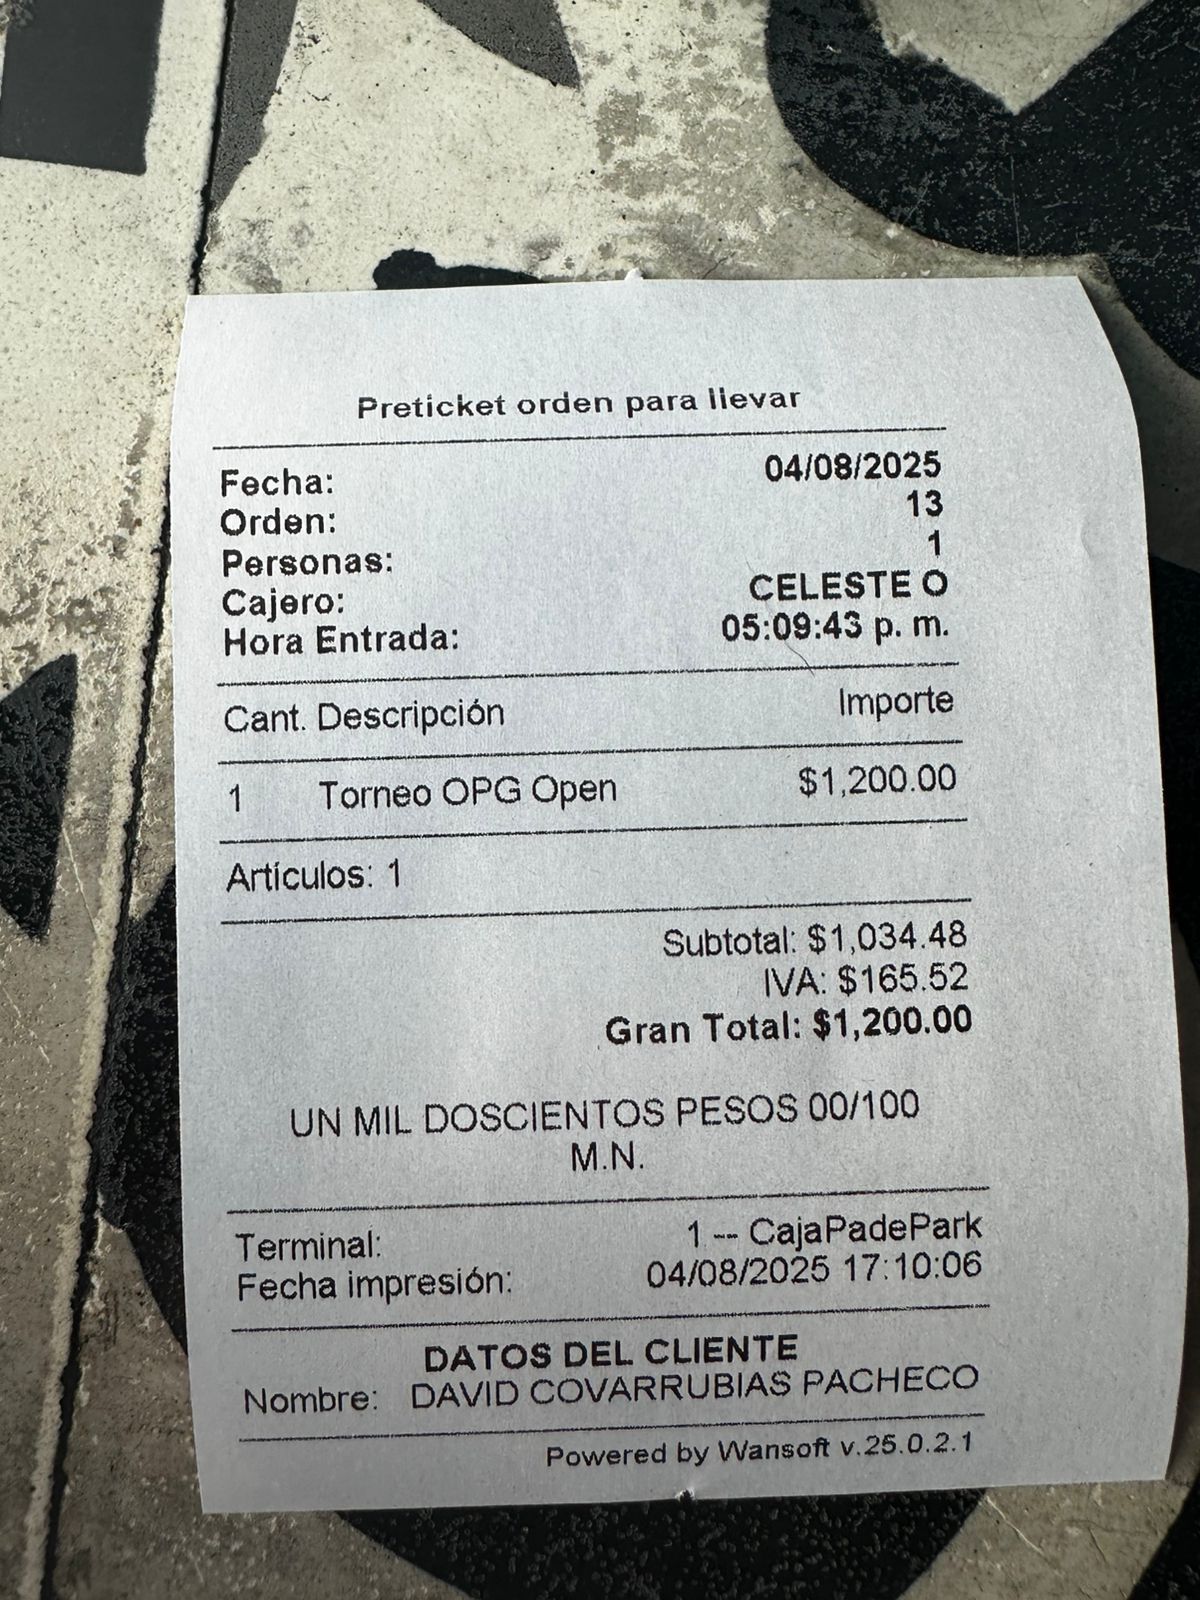 Preticket orden para llevar
Fecha: 04/08/2025
Orden: 13
Personas: 1
Cajero: CELESTE O
Hora Entrada: 05:09:43 p. m.
Cant. Descripción Importe
1 Torneo OPG Open $1,200.00
Artículos: 1
Subtotal: $1,034.48
IVA: $165.52
Gran Total: $1,200.00
UN MIL DOSCIENTOS PESOS 00/100
M.N.
Terminal: 1 -- CajaPadePark
Fecha impresión: 04/08/2025 17:10:06
DATOS DEL CLIENTE
Nombre: DAVID COVARRUBIAS PACHECO
Powered by Wansoft v.25.0.2.1